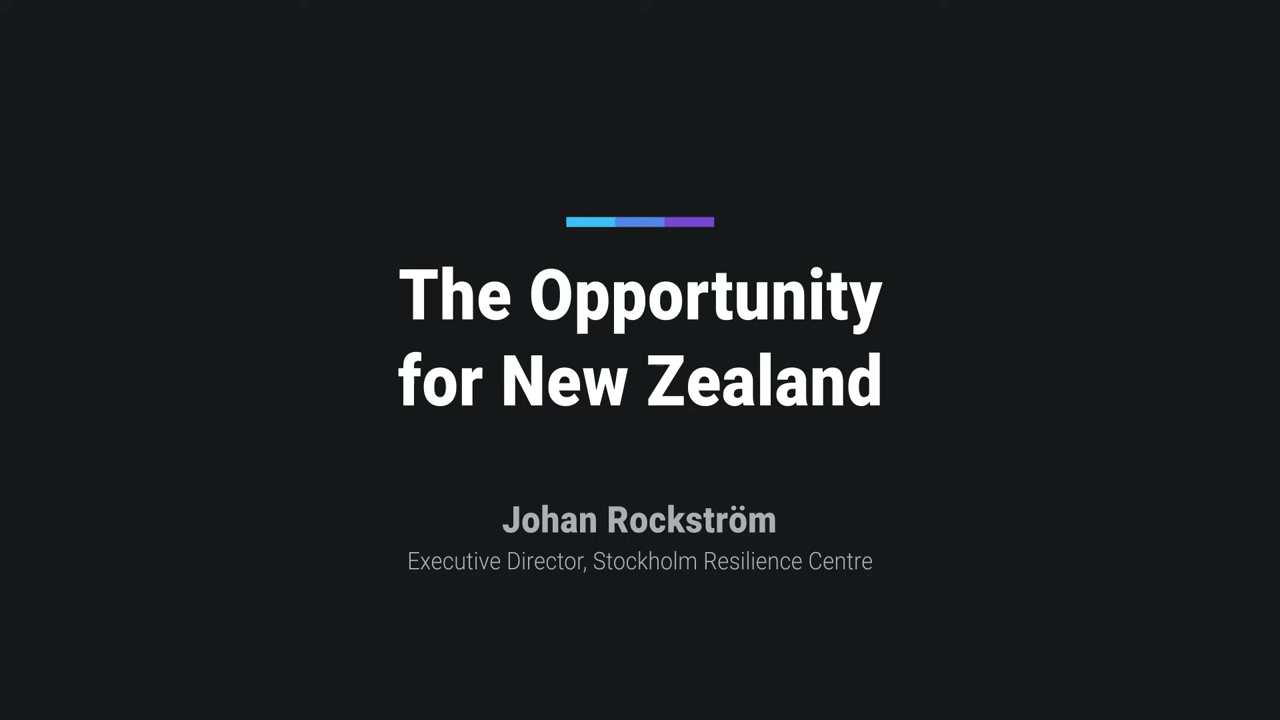 The Opportunity
for New Zealand
Johan Rockström
Executive Director, Stockholm Resilience Centre